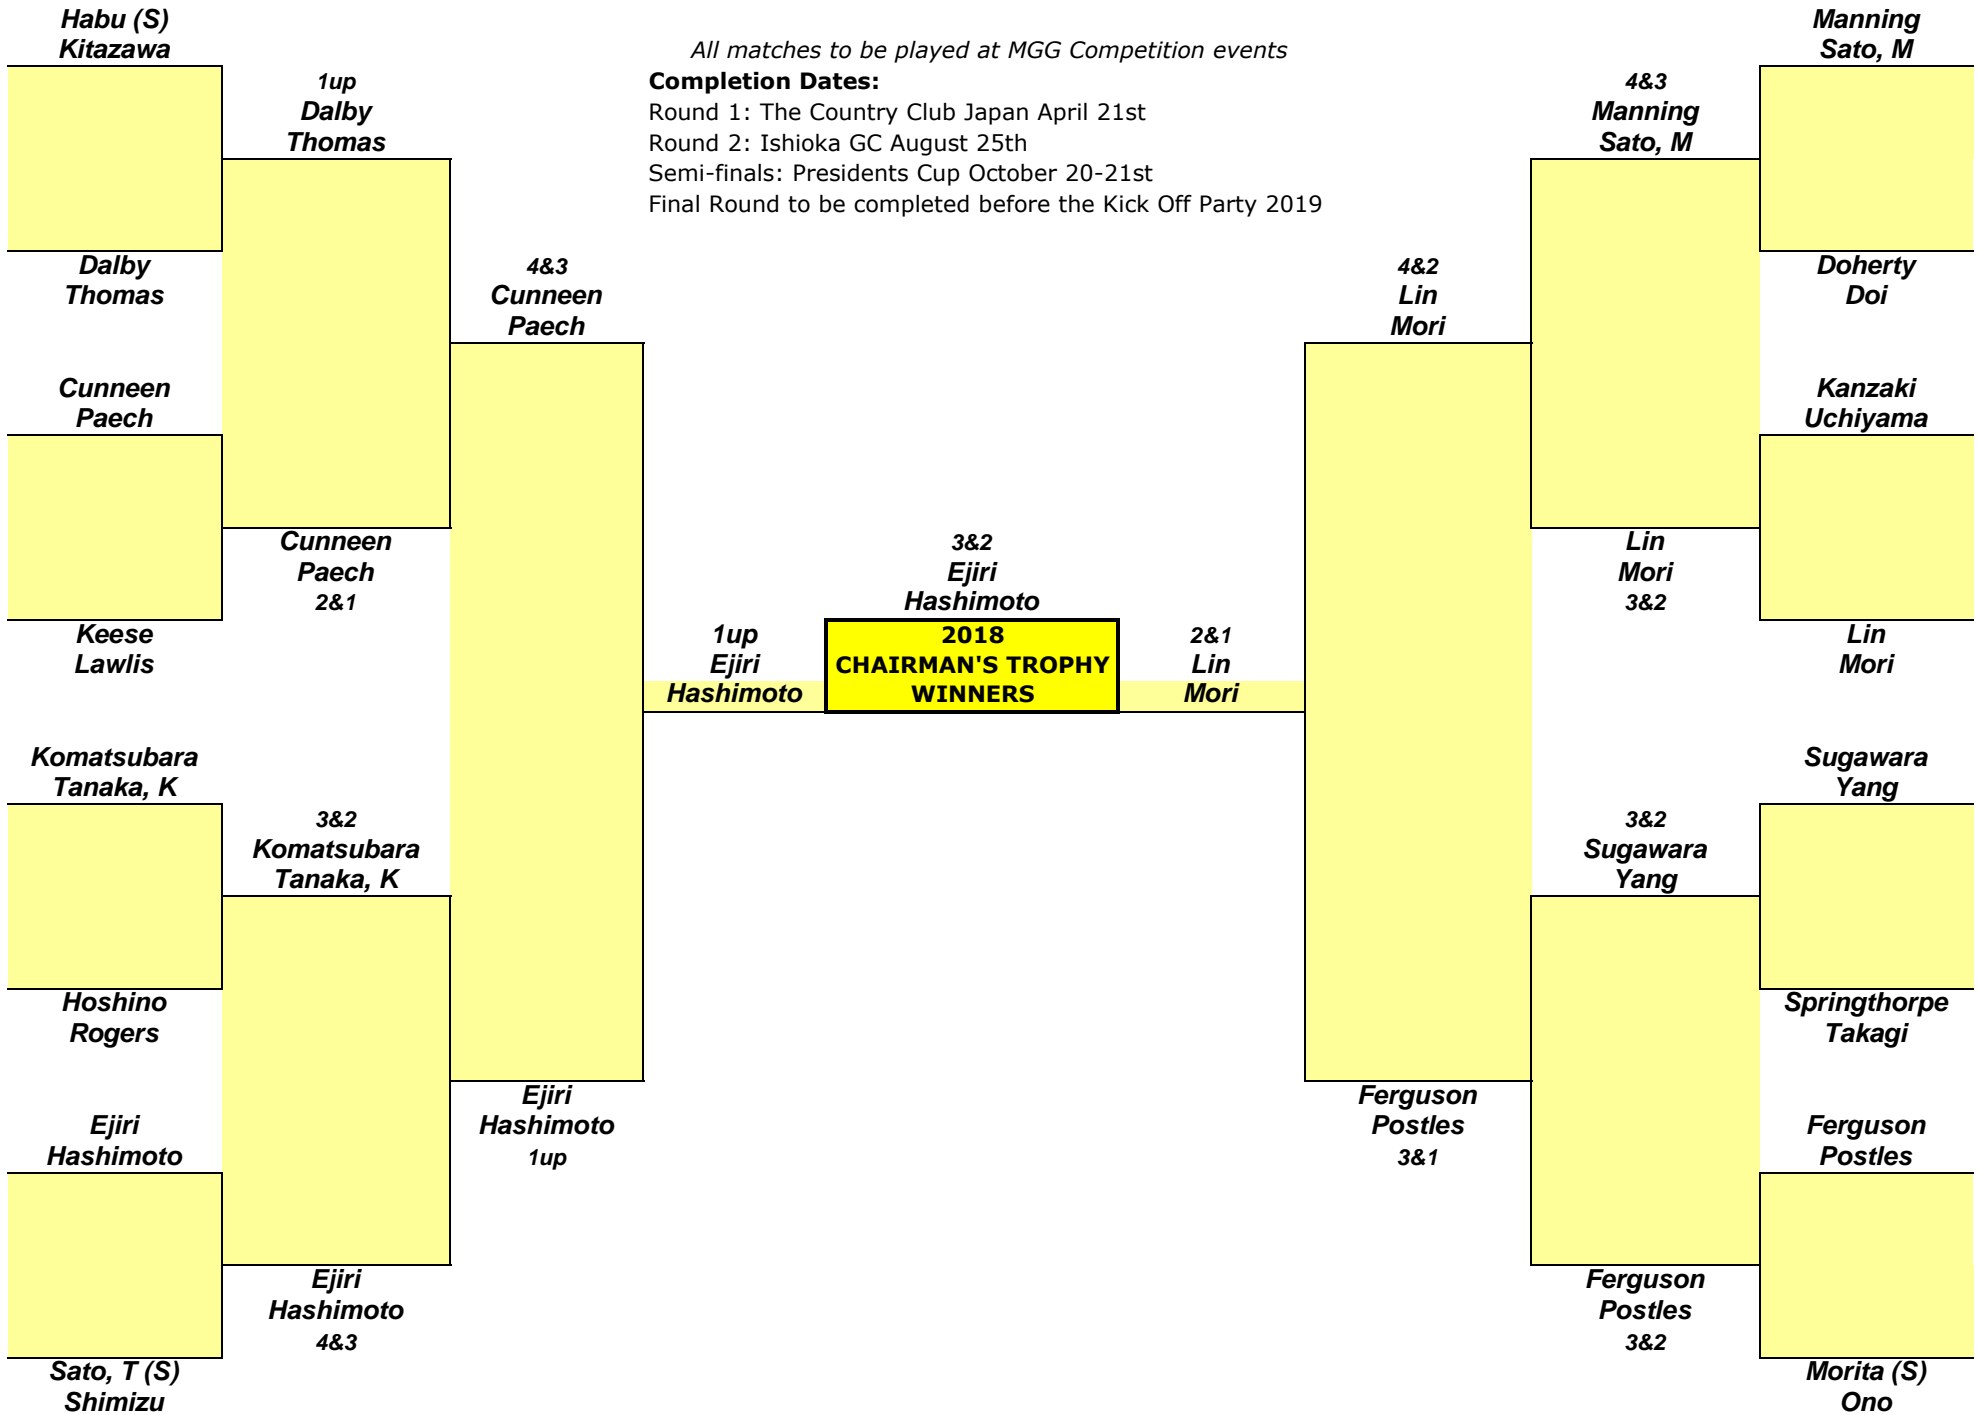 Habu (S)
Kitazawa
Dalby
Thomas
Cunneen
Paech
Keese
Lawlis
Komatsubara
Tanaka, K
Hoshino
Rogers
Ejiri
Hashimoto
Sato, T (S)
Shimizu
1up
Dalby
Thomas
Cunneen
Paech
2&1
3&2
Komatsubara
Tanaka, K
Ejiri
Hashimoto
4&3
4&3
Cunneen
Paech
Ejiri
Hashimoto
1up
1up
Ejiri
Hashimoto
All matches to be played at MGG Competition events
Completion Dates:
Round 1: The Country Club Japan April 21st
Round 2: Ishioka GC August 25th
Semi-finals: Presidents Cup October 20-21st
Final Round to be completed before the Kick Off Party 2019
3&2
Ejiri
Hashimoto
2018
CHAIRMAN'S TROPHY
WINNERS
2&1
Lin
Mori
4&2
Lin
Mori
Ferguson
Postles
3&1
4&3
Manning
Sato, M
Lin
Mori
3&2
3&2
Sugawara
Yang
Ferguson
Postles
3&2
Manning
Sato, M
Doherty
Doi
Kanzaki
Uchiyama
Lin
Mori
Sugawara
Yang
Springthorpe
Takagi
Ferguson
Postles
Morita (S)
Ono